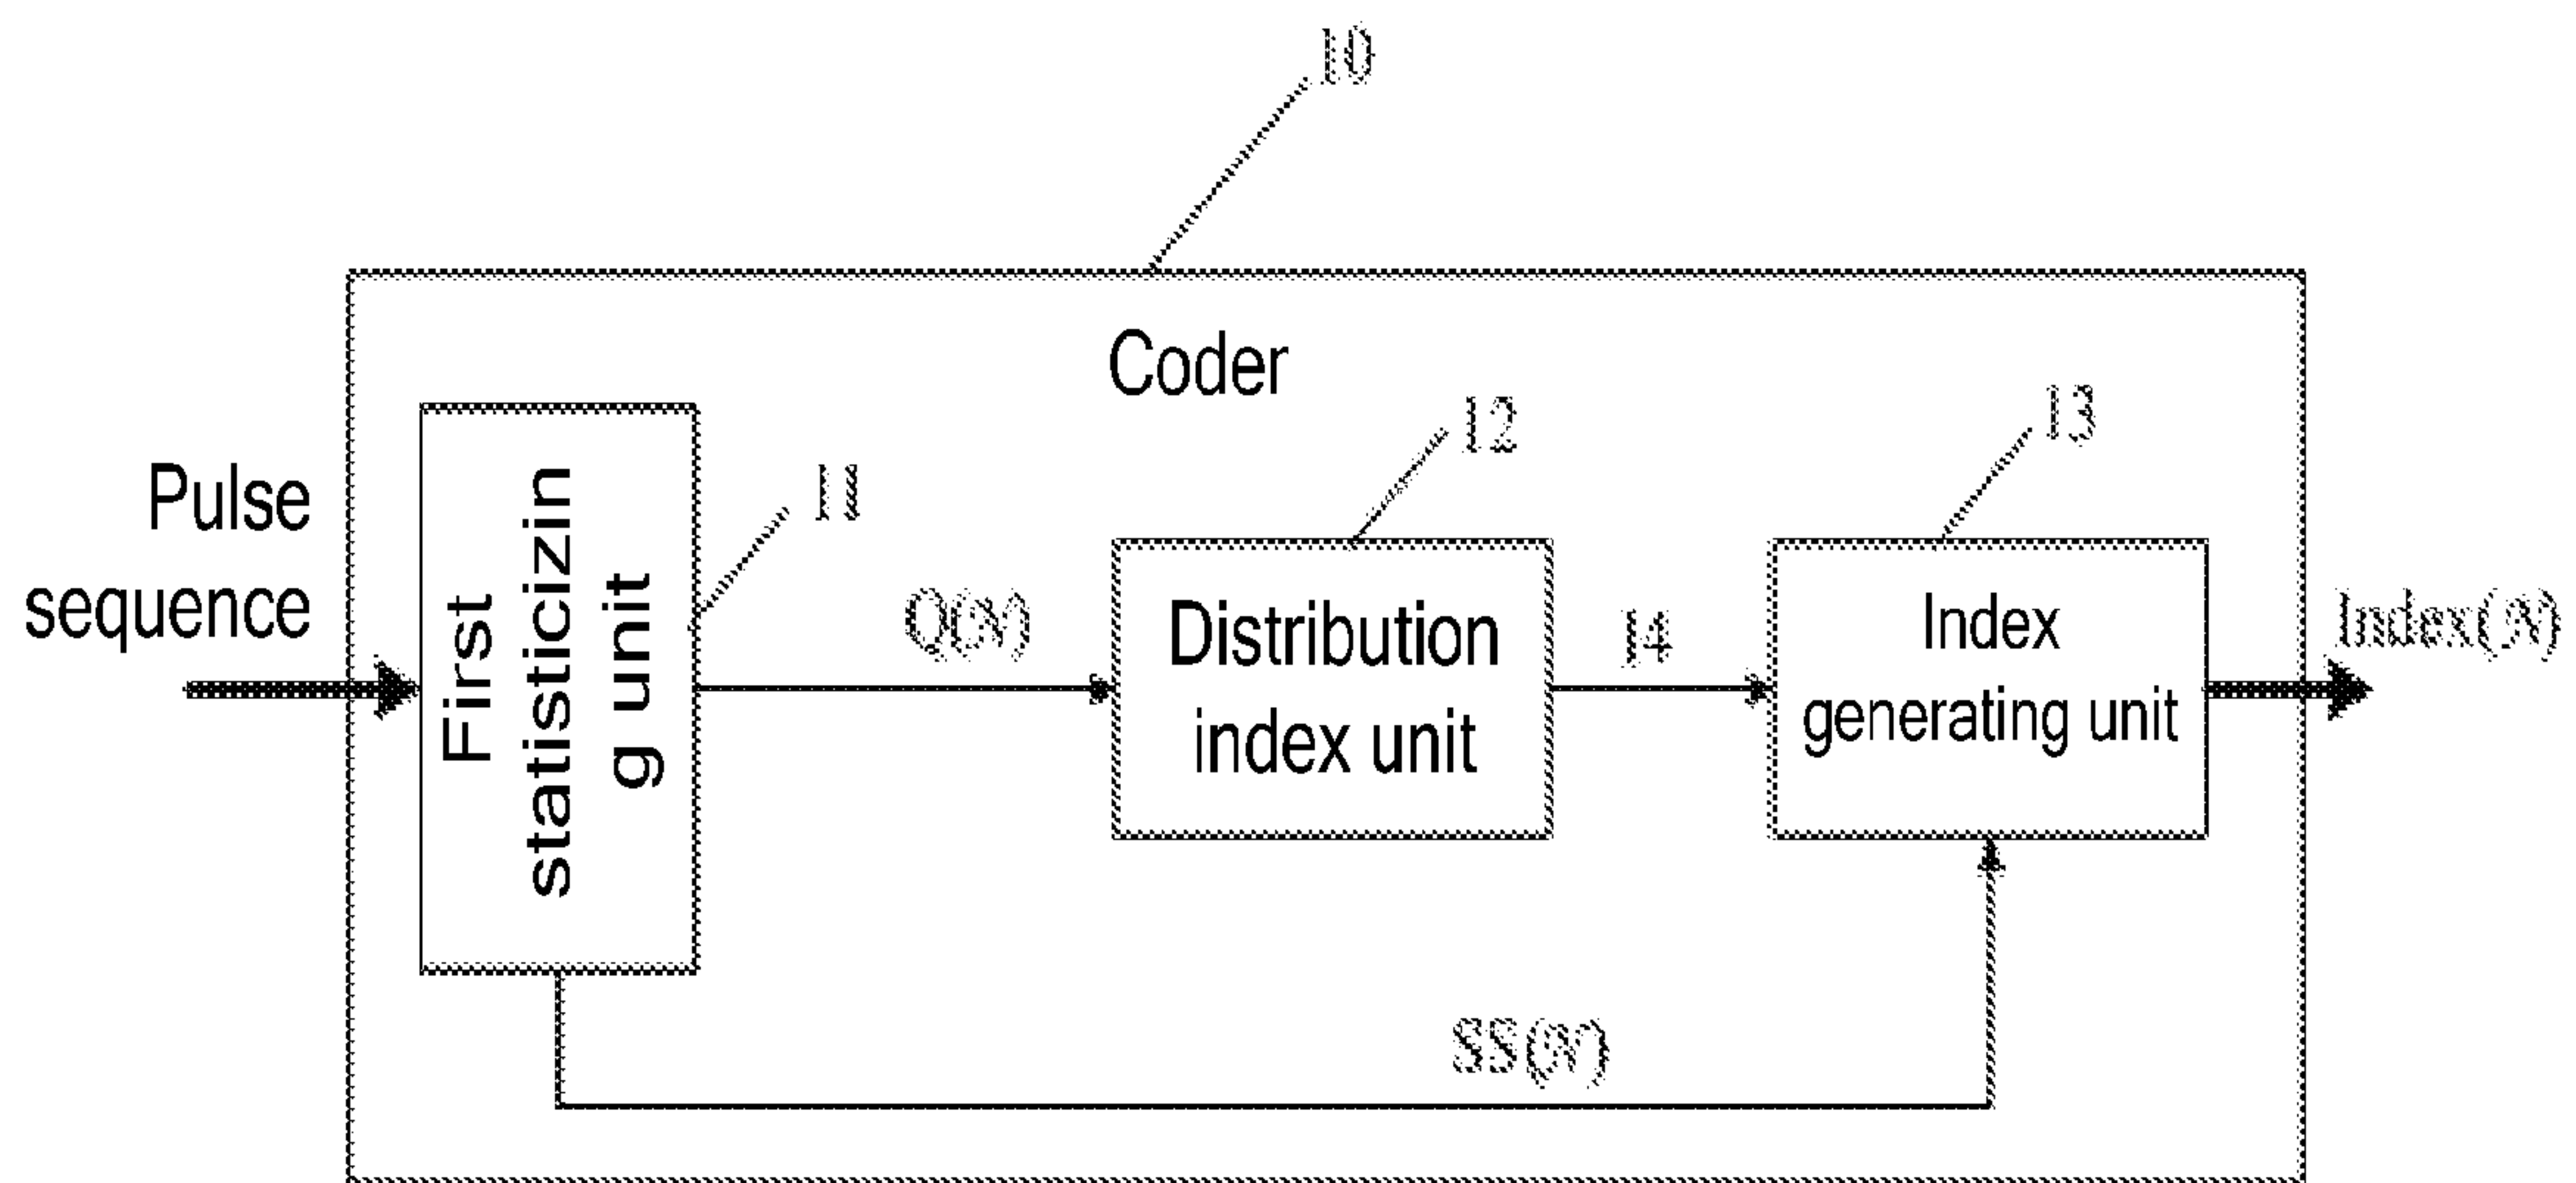 10
Coder
12
13
Pulse
sequence
11
First
statisticizin
g unit
Q(N)
Distribution
index unit
14
Index
generating unit
Index(N)
SS(N)